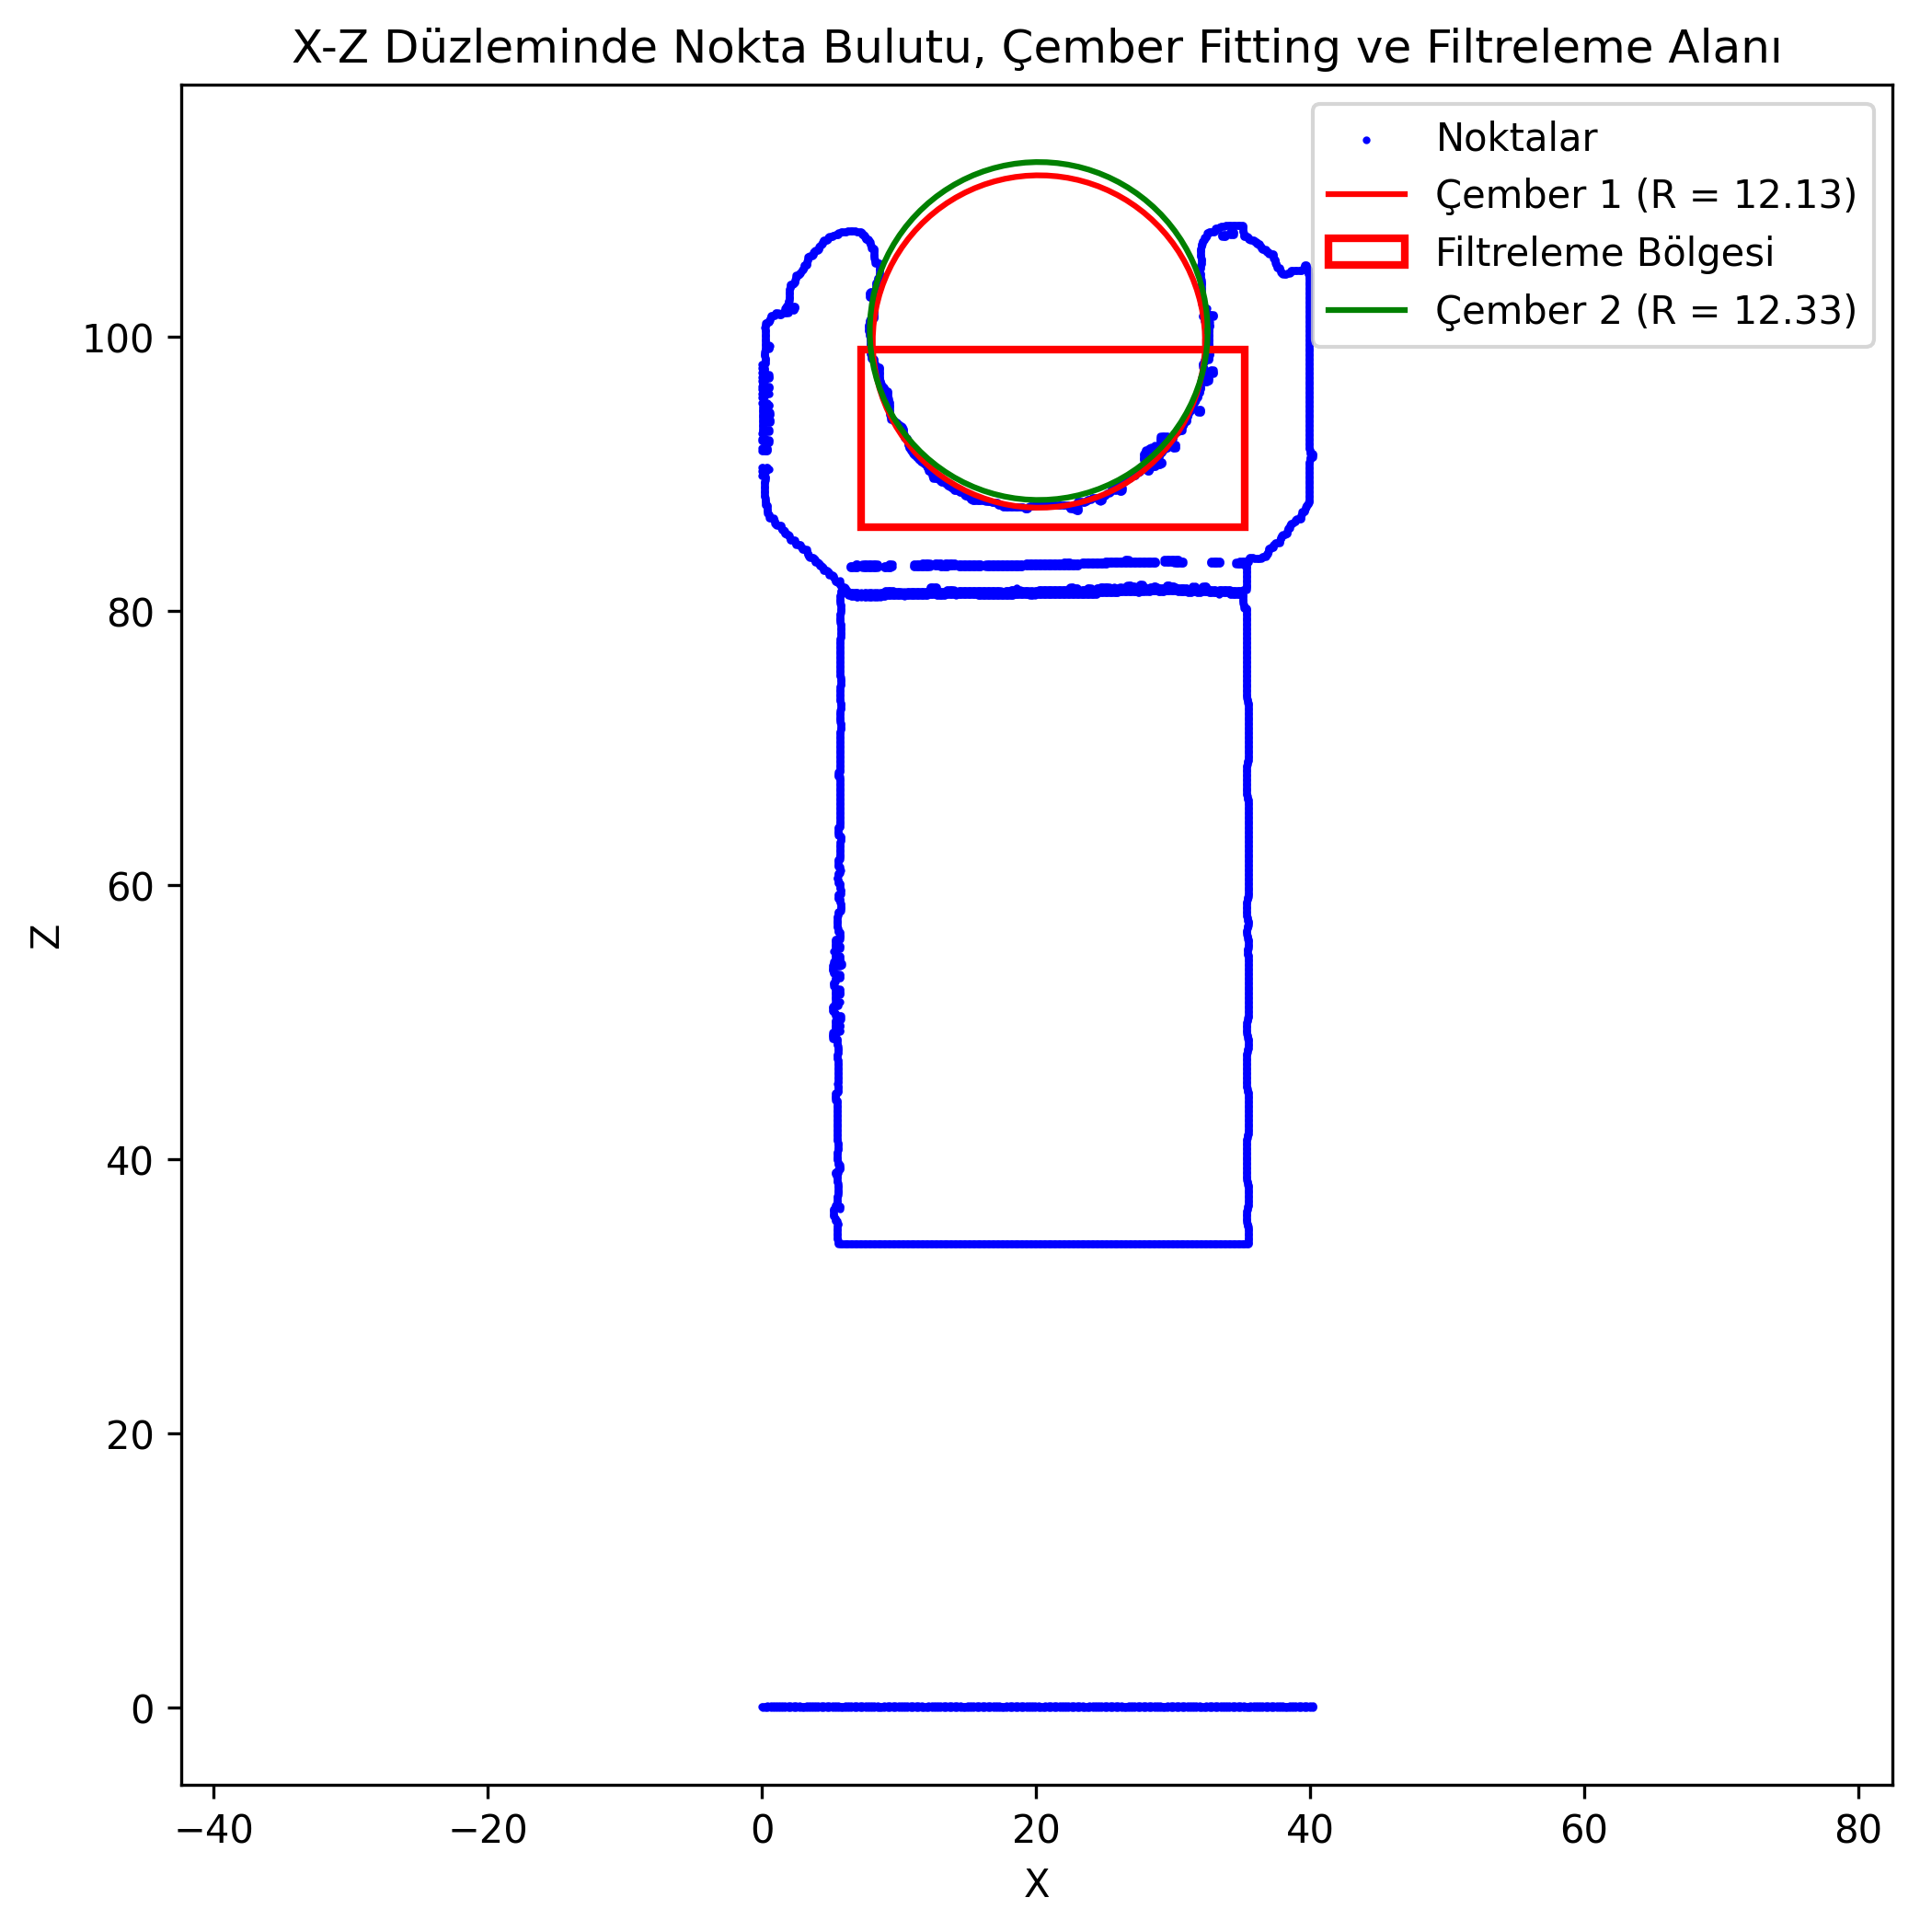 X-Z Düzleminde Nokta Bulutu, Çember Fitting ve Filtreleme Alanı
Noktalar
Çember 1 (R = 12.13)
Filtreleme Bölgesi
Çember 2 (R = 12.33)
100
80
60
40
20
0
Z
−40
−20
0
20
40
60
80
X